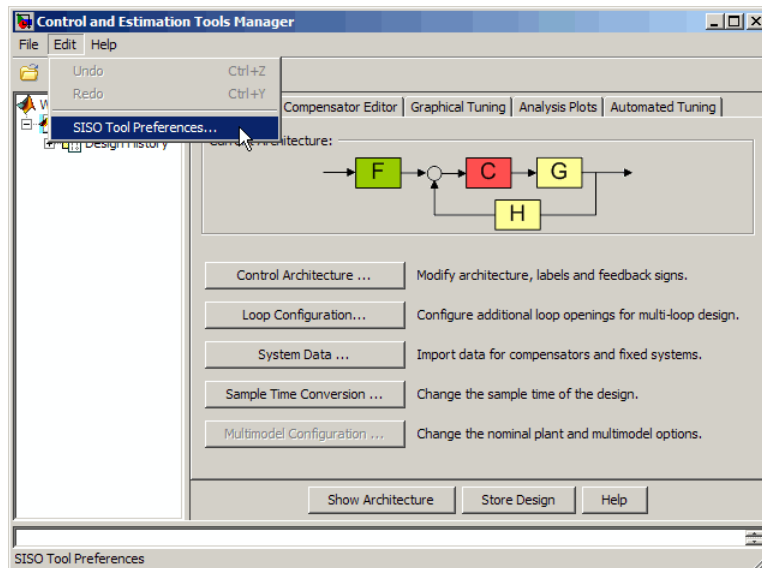 Control and Estimation Tools Manager
File Edit Help
Undo Ctrl+Z
Redo Ctrl+Y
SISO Tool Preferences...
Compensator Editor Graphical Tuning Analysis Plots Automated Tuning
Design History
F C G
H
Control Architecture ... Modify architecture, labels and feedback signs.
Loop Configuration... Configure additional loop openings for multi-loop design.
System Data ... Import data for compensators and fixed systems.
Sample Time Conversion ... Change the sample time of the design.
Multimodel Configuration ... Change the nominal plant and multimodel options.
Show Architecture Store Design Help
SISO Tool Preferences